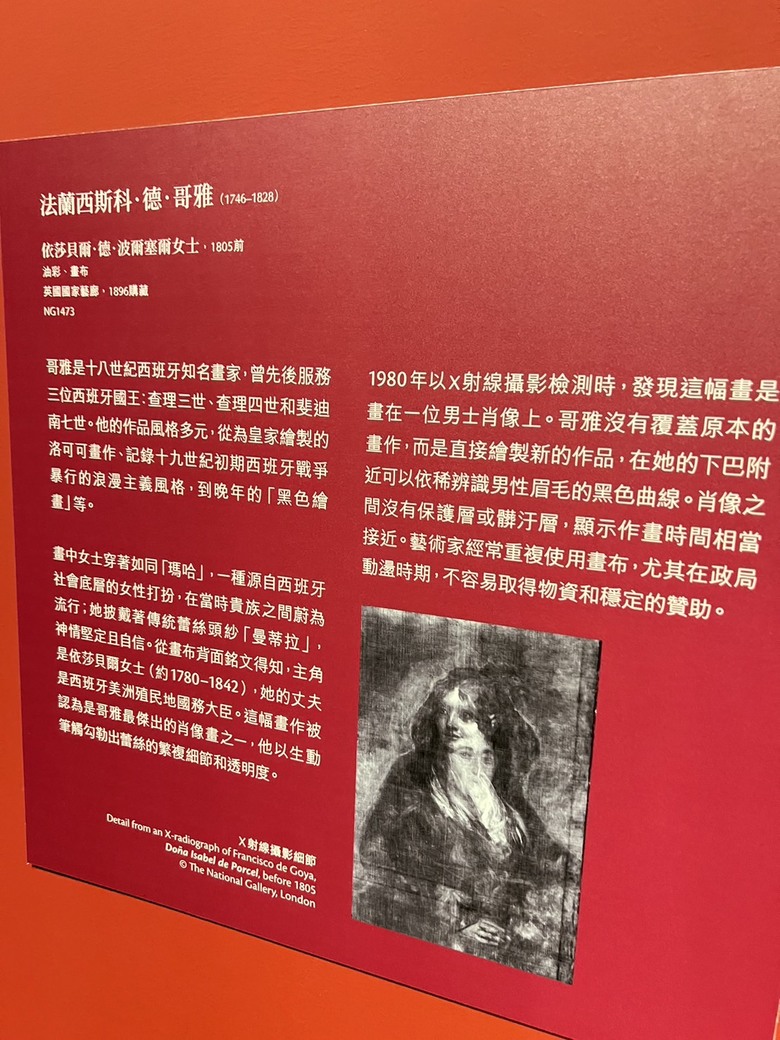 法蘭西斯科·德·哥雅（1746–1828）
依莎貝爾·德·波爾塞爾女士，1805前
油彩、畫布
英國國家藝廊，1896購藏
NG1473
哥雅是十八世紀西班牙知名畫家，曾先後服務
三位西班牙國王：查理三世、查理四世和斐迪
南七世。他的作品風格多元，從為皇家繪製的
洛可可畫作、記錄十九世紀初期西班牙戰爭
暴行的浪漫主義風格，到晚年的「黑色繪
畫」等。
畫中女士穿著如同「瑪哈」，一種源自西班牙
社會底層的女性打扮，在當時貴族之間蔚為
流行；她披戴著傳統蕾絲頭紗「曼蒂拉」，
神情堅定且自信。從畫布背面銘文得知，主角
是依莎貝爾女士（約1780–1842），她的丈夫
是西班牙美洲殖民地國務大臣。這幅畫作被
認為是哥雅最傑出的肖像畫之一，他以生動
筆觸勾勒出蕾絲的繁複細節和透明度。
1980年以X射線攝影檢測時，發現這幅畫是
畫在一位男士肖像上。哥雅沒有覆蓋原本的
畫作，而是直接繪製新的作品，在她的下巴附
近可以依稀辨識男性眉毛的黑色曲線。肖像之
間沒有保護層或髒汙層，顯示作畫時間相當
接近。藝術家經常重複使用畫布，尤其在政局
動盪時期，不容易取得物資和穩定的贊助。
X射線攝影細節
Detail from an X-radiograph of Francisco de Goya,
Doña Isabel de Porcel, before 1805
© The National Gallery, London